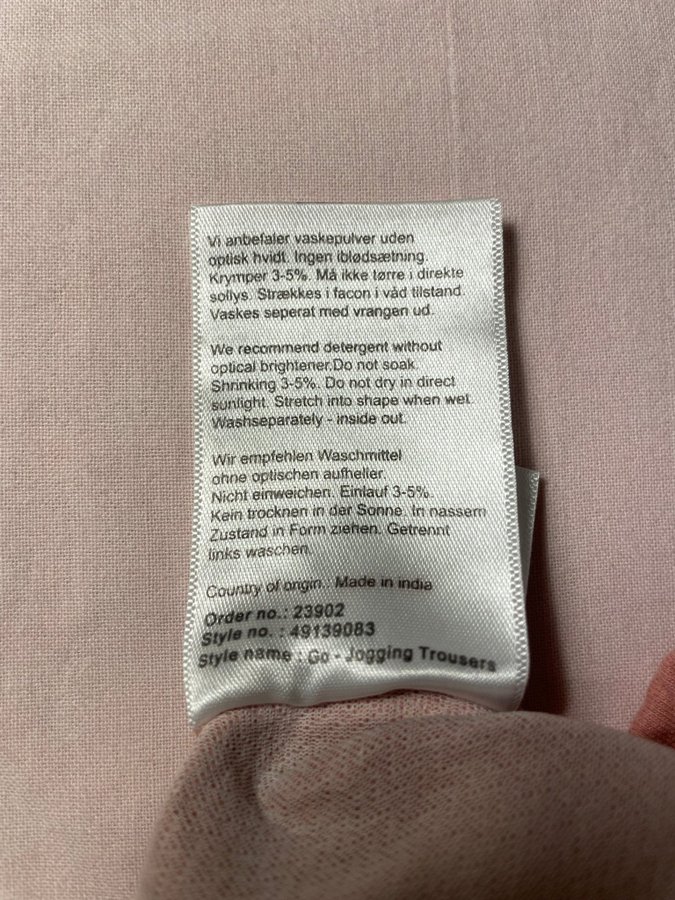 Vi anbefaler vaskepulver uden
optisk hvidt. Ingen iblødsætning.
Krymper 3-5%. Må ikke tørre i direkte
sollys. Strækkes i facon i våd tilstand.
Vaskes seperat med vrangen ud.
We recommend detergent without
optical brightener.Do not soak.
Shrinking 3-5%. Do not dry in direct
sunlight. Stretch into shape when wet.
Washseparately - inside out.
Wir empfehlen Waschmittel
ohne optischen aufheller.
Nicht einweichen. Einlauf 3-5%.
Kein trocknen in der Sonne. In nassem
Zustand in Form ziehen. Getrennt
links waschen.
Country of origin.: Made in india
Order no.: 23902
Style no. : 49139083
Style name : Go - Jogging Trousers